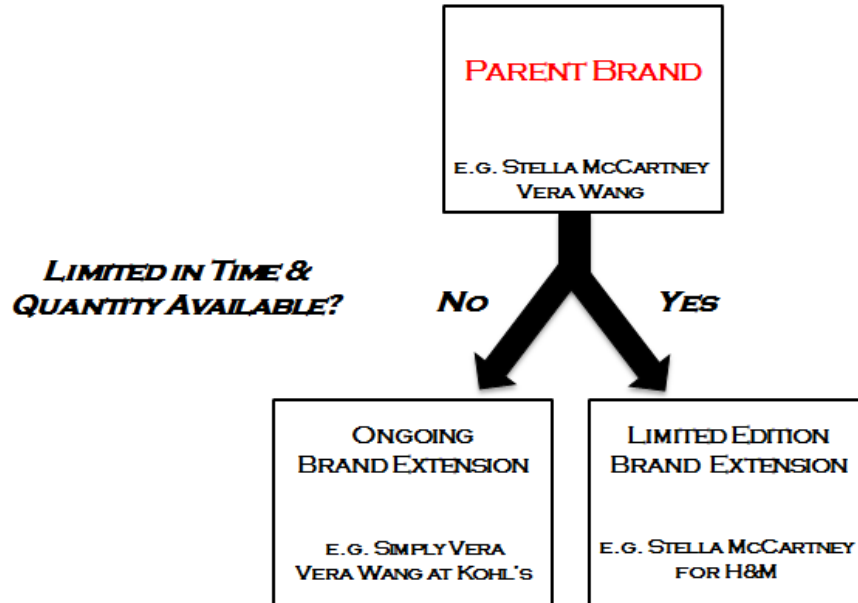 PARENT BRAND
E.G. STELLA MCCARTNEY
VERA WANG
LIMITED IN TIME &
QUANTITY AVAILABLE?
NO
YES
ONGOING
BRAND EXTENSION
E.G. SIMPLY VERA
VERA WANG AT KOHL'S
LIMITED EDITION
BRAND EXTENSION
E.G. STELLA MCCARTNEY
FOR H&M